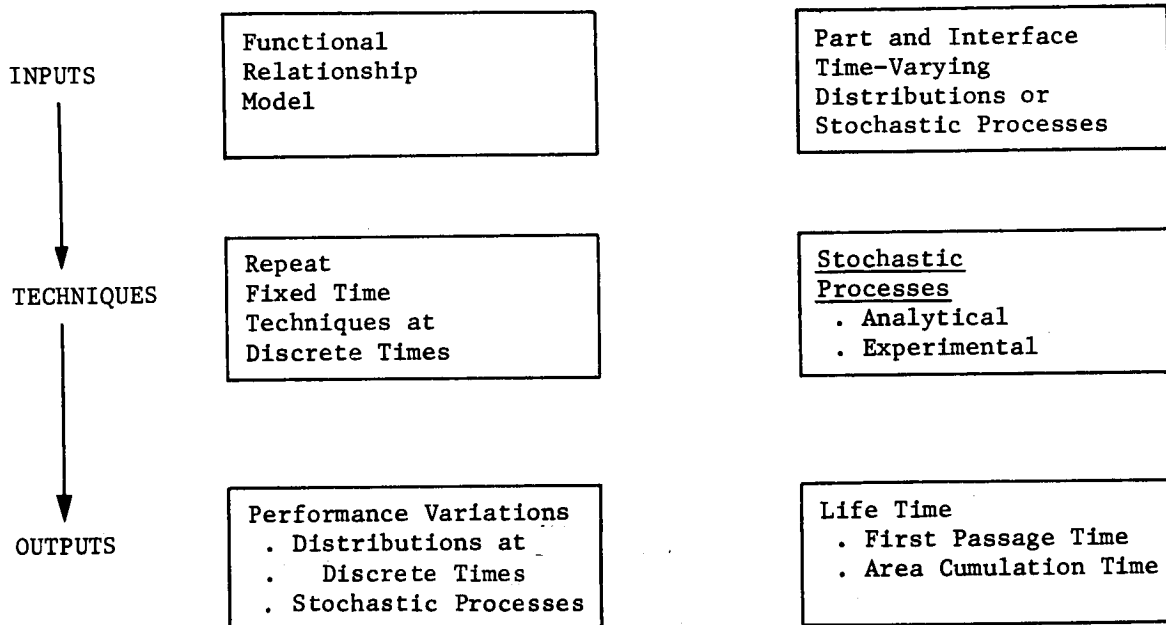 INPUTS
Functional
Relationship
Model
Part and Interface
Time-Varying
Distributions or
Stochastic Processes
TECHNIQUES
Repeat
Fixed Time
Techniques at
Discrete Times
Stochastic
Processes
. Analytical
. Experimental
OUTPUTS
Performance Variations
. Distributions at
. Discrete Times
. Stochastic Processes
Life Time
. First Passage Time
. Area Cumulation Time